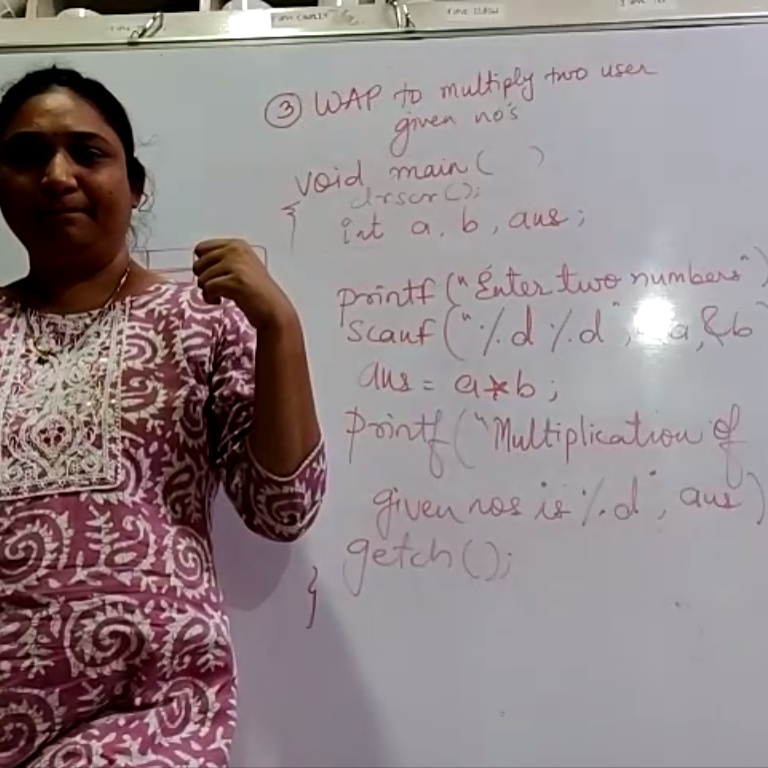 ③ WAP to multiply two user
given no's
void main( )
clrscr();
{ int a, b, ans;
printf("Enter two numbers")
scanf("%d %d", a, &b
ans = a*b;
printf("Multiplication of
given nos is %d", ans)
getch();
}